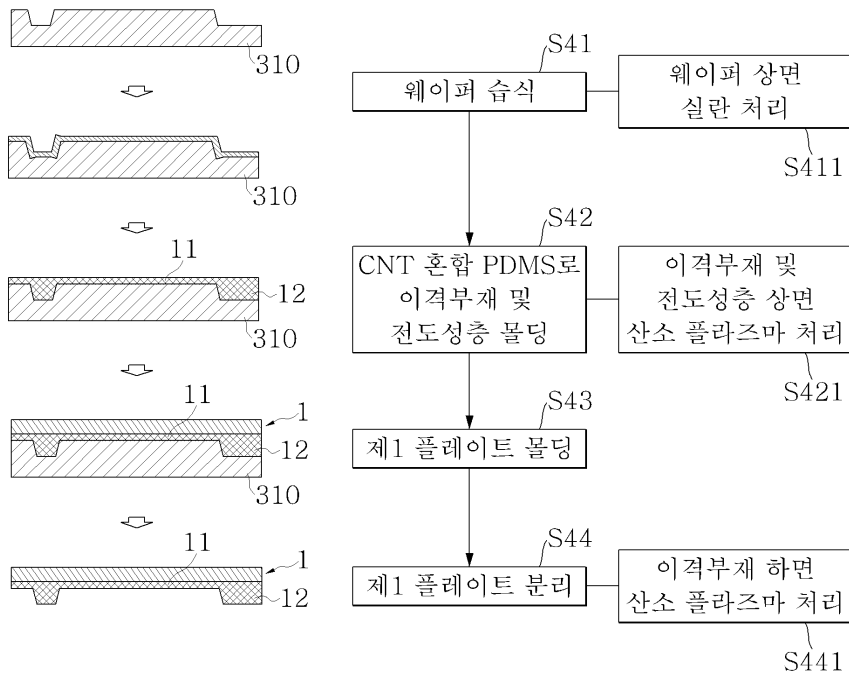 310
310
11
12
310
11
1
12
310
11
1
12
S41
웨이퍼 습식
웨이퍼 상면
실란 처리
S411
S42
CNT 혼합 PDMS로
이격부재 및
전도성층 몰딩
이격부재 및
전도성층 상면
산소 플라즈마 처리
S421
S43
제1 플레이트 몰딩
S44
제1 플레이트 분리
이격부재 하면
산소 플라즈마 처리
S441